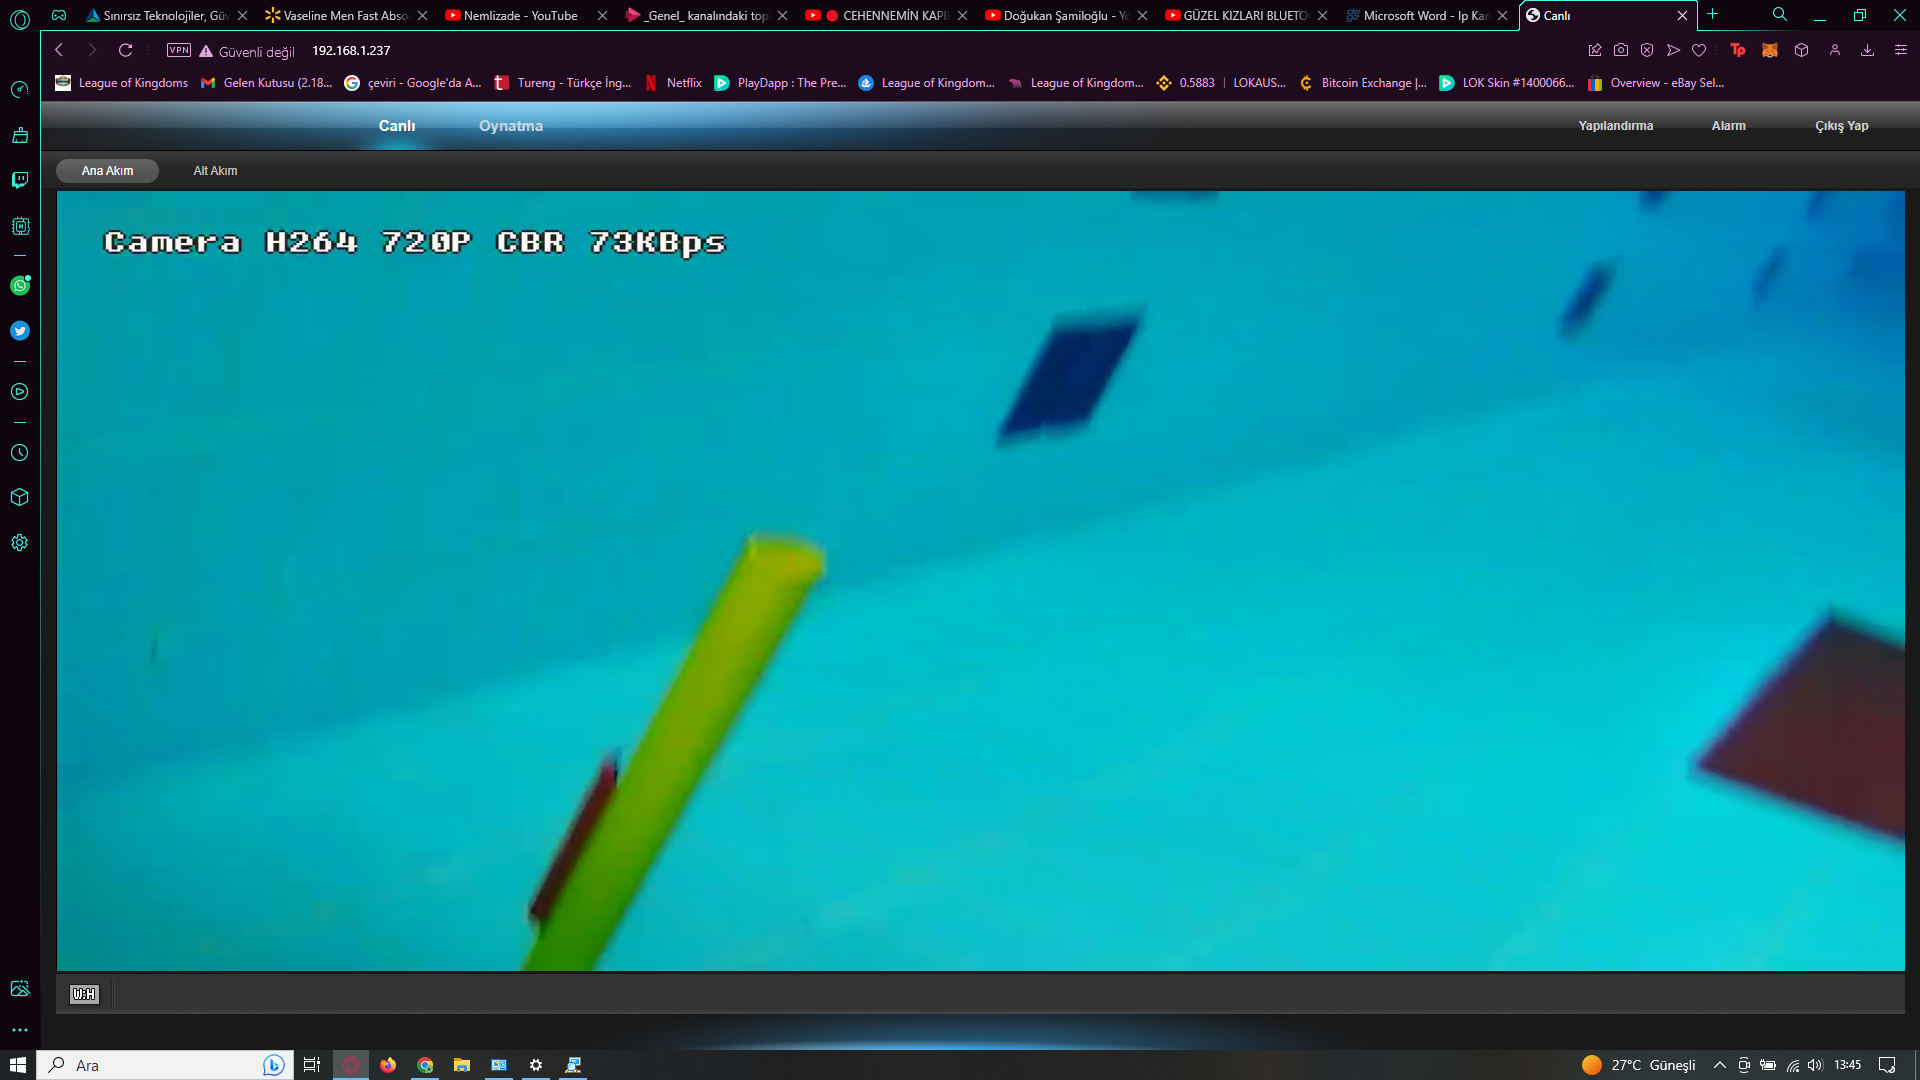 Sınırsız Teknolojiler, Gü
Vaseline Men Fast Abso
Nemlizade - YouTube
_Genel_ kanalındaki top
CEHENNEMİN KAPI
Doğukan Şamiloğlu - Yo
GÜZEL KIZLARI BLUETO
Microsoft Word - Ip Kar
Canlı
VPN
Güvenli değil
192.168.1.237
Tp
League of Kingdoms
Gelen Kutusu (2.18...
çeviri - Google'da A...
Tureng - Türkçe İng...
Netflix
PlayDapp : The Pre...
League of Kingdom...
League of Kingdom...
0.5883 | LOKAUS...
Bitcoin Exchange |...
LOK Skin #1400066...
Overview - eBay Sel...
Canlı
Oynatma
Yapılandırma
Alarm
Çıkış Yap
Ana Akım
Alt Akım
Camera H264 720P CBR 73KBps
W:H
Ara
27°C Güneşli
13:45